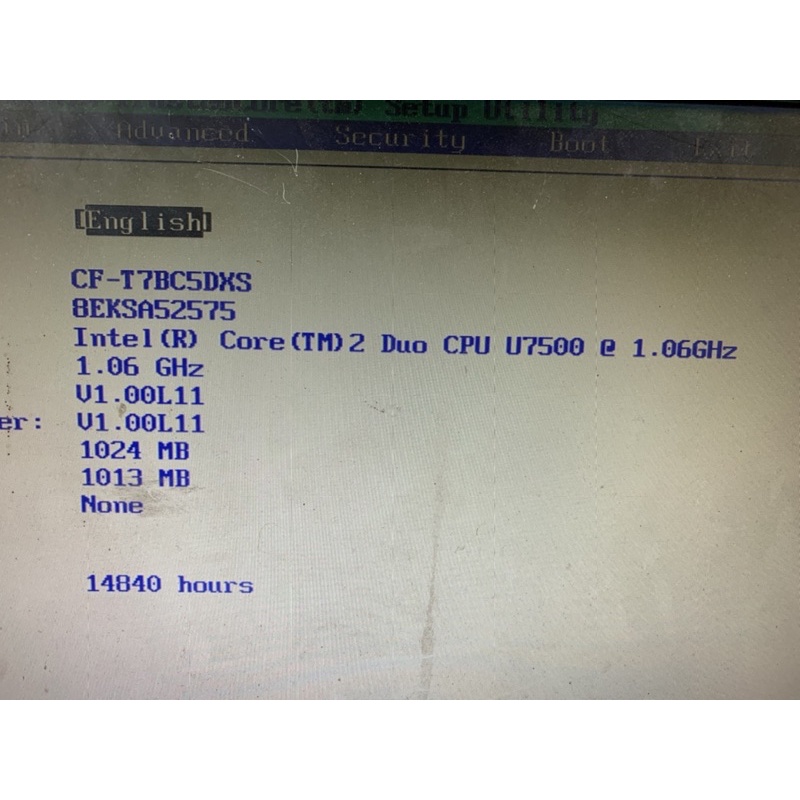 Setup Utility
Advanced Security Boot Exit
[English]
CF-T7BC5DXS
8EKSA52575
Intel(R) Core(TM)2 Duo CPU U7500 @ 1.06GHz
1.06 GHz
V1.00L11
er: V1.00L11
1024 MB
1013 MB
None
14840 hours